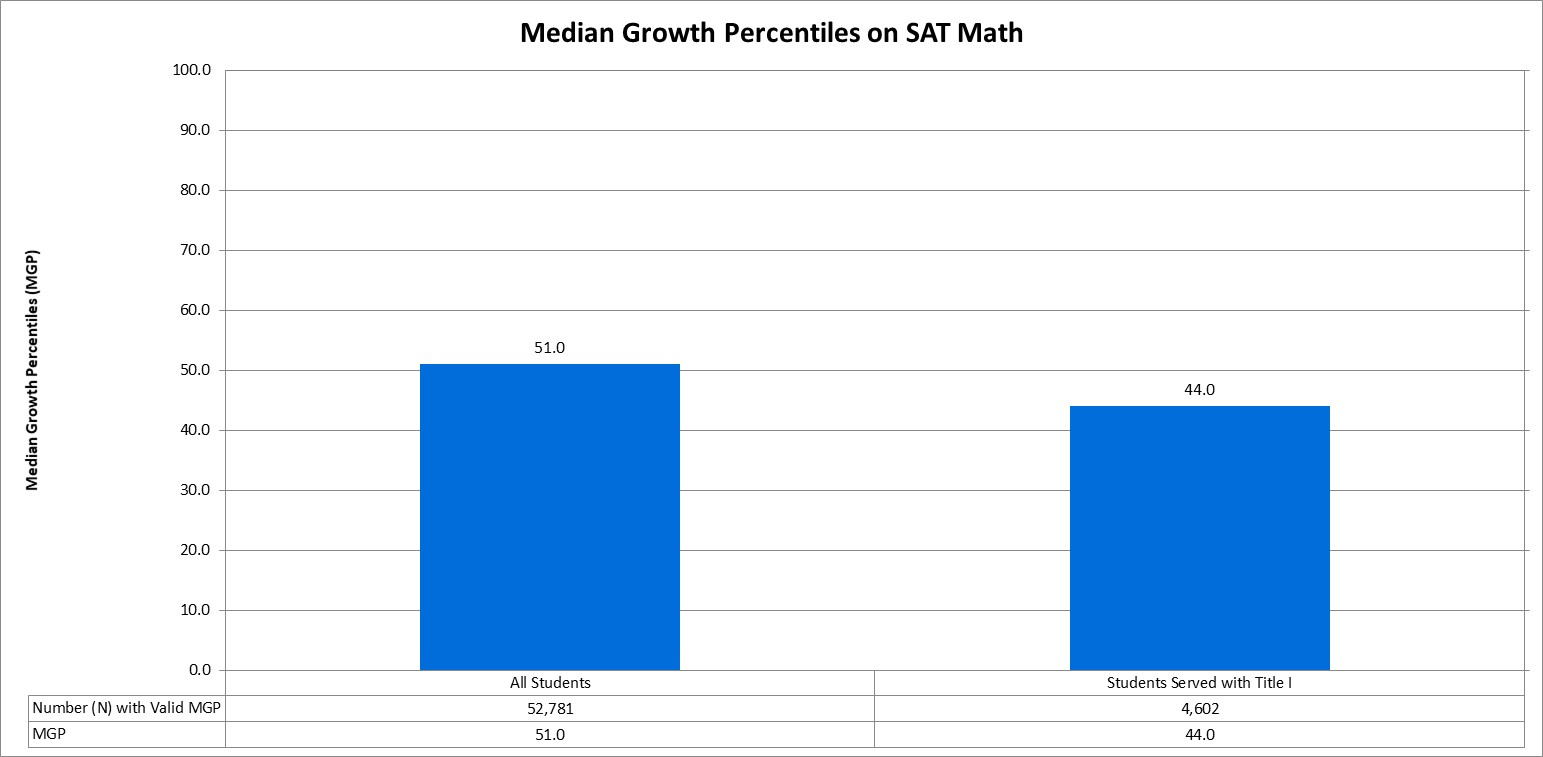 Median Growth Percentiles on SAT Math
Median Growth Percentiles (MGP)
100.0
90.0
80.0
70.0
60.0
50.0
40.0
30.0
20.0
10.0
0.0
51.0
44.0
All Students Students Served with Title I
Number (N) with Valid MGP 52,781 4,602
MGP 51.0 44.0